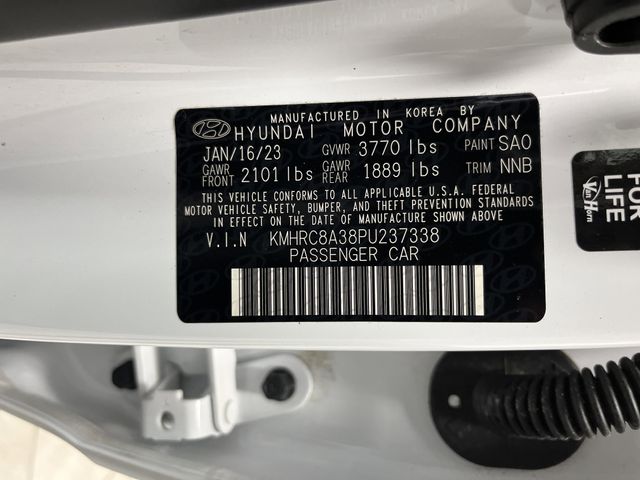 MANUFACTURED IN KOREA BY
HYUNDAI MOTOR COMPANY
JAN/16/23 GVWR 3770 lbs PAINT SAO
GAWR FRONT 2101 lbs GAWR REAR 1889 lbs TRIM NNB
THIS VEHICLE CONFORMS TO ALL APPLICABLE U.S.A. FEDERAL
MOTOR VEHICLE SAFETY, BUMPER, AND THEFT PREVENTION STANDARDS
IN EFFECT ON THE DATE OF MANUFACTURE SHOWN ABOVE
V.I.N KMHRC8A38PU237338
PASSENGER CAR
Van Horn
FOR
LIFE